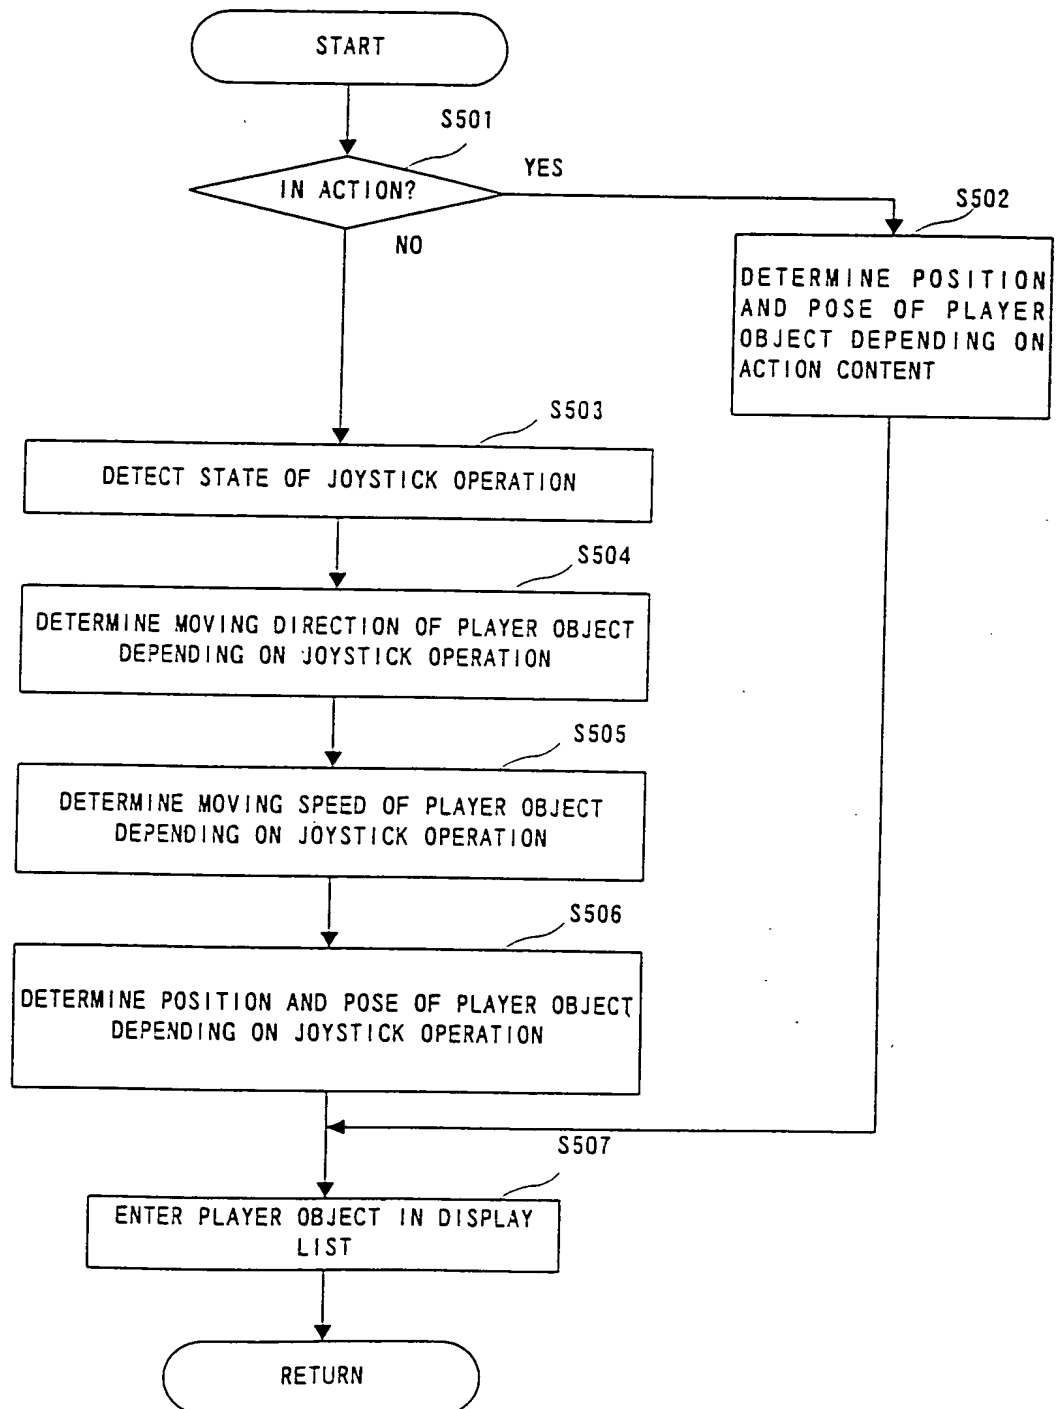 START
S501
IN ACTION?
YES
NO
S502
DETERMINE POSITION
AND POSE OF PLAYER
OBJECT DEPENDING ON
ACTION CONTENT
S503
DETECT STATE OF JOYSTICK OPERATION
S504
DETERMINE MOVING DIRECTION OF PLAYER OBJECT
DEPENDING ON JOYSTICK OPERATION
S505
DETERMINE MOVING SPEED OF PLAYER OBJECT
DEPENDING ON JOYSTICK OPERATION
S506
DETERMINE POSITION AND POSE OF PLAYER OBJECT
DEPENDING ON JOYSTICK OPERATION
S507
ENTER PLAYER OBJECT IN DISPLAY
LIST
RETURN